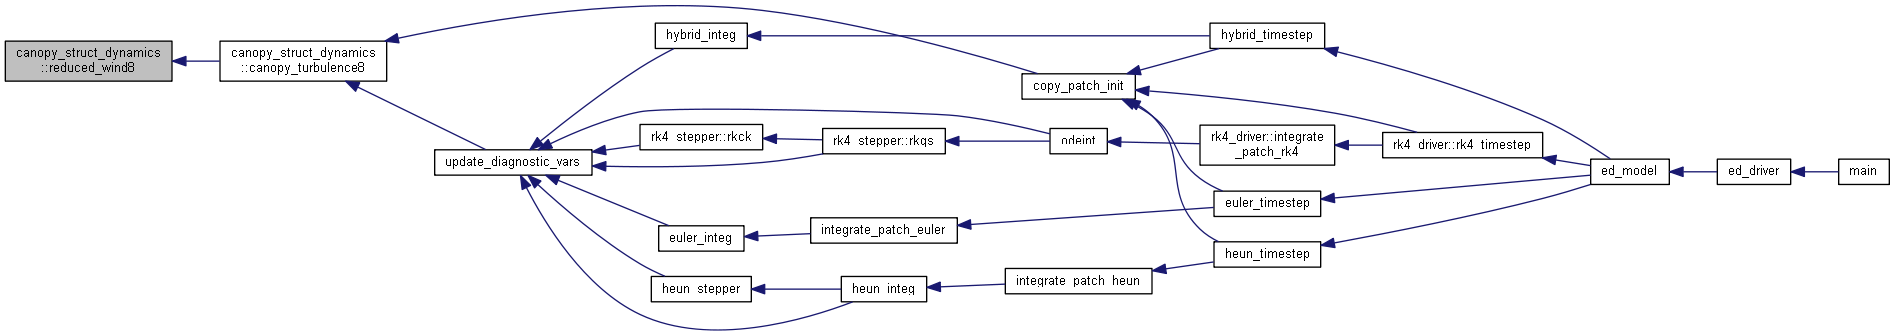 canopy_struct_dynamics
::reduced_wind8
canopy_struct_dynamics
::canopy_turbulence8
hybrid_integ
hybrid_timestep
copy_patch_init
rk4_stepper::rkck
rk4_stepper::rkqs
odeint
rk4_driver::integrate
_patch_rk4
rk4_driver::rk4_timestep
update_diagnostic_vars
ed_model
ed_driver
main
euler_timestep
integrate_patch_euler
euler_integ
heun_timestep
heun_stepper
heun_integ
integrate_patch_heun